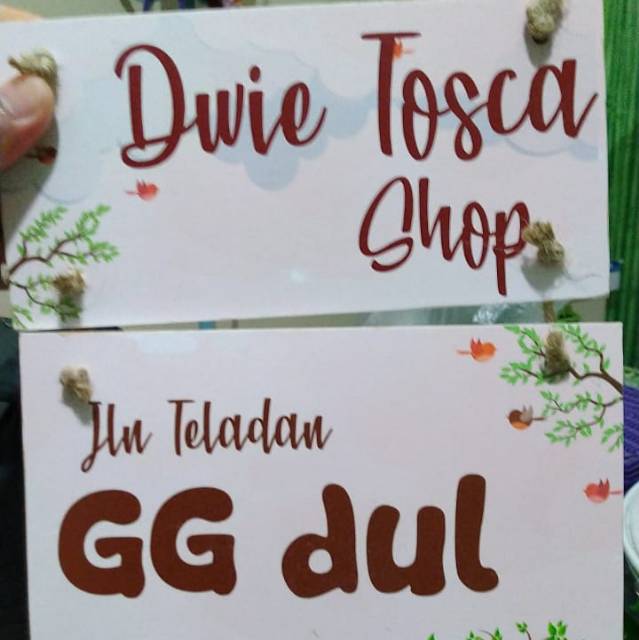 Dwie Tosca
Shop
Jln Teladan
GG dul